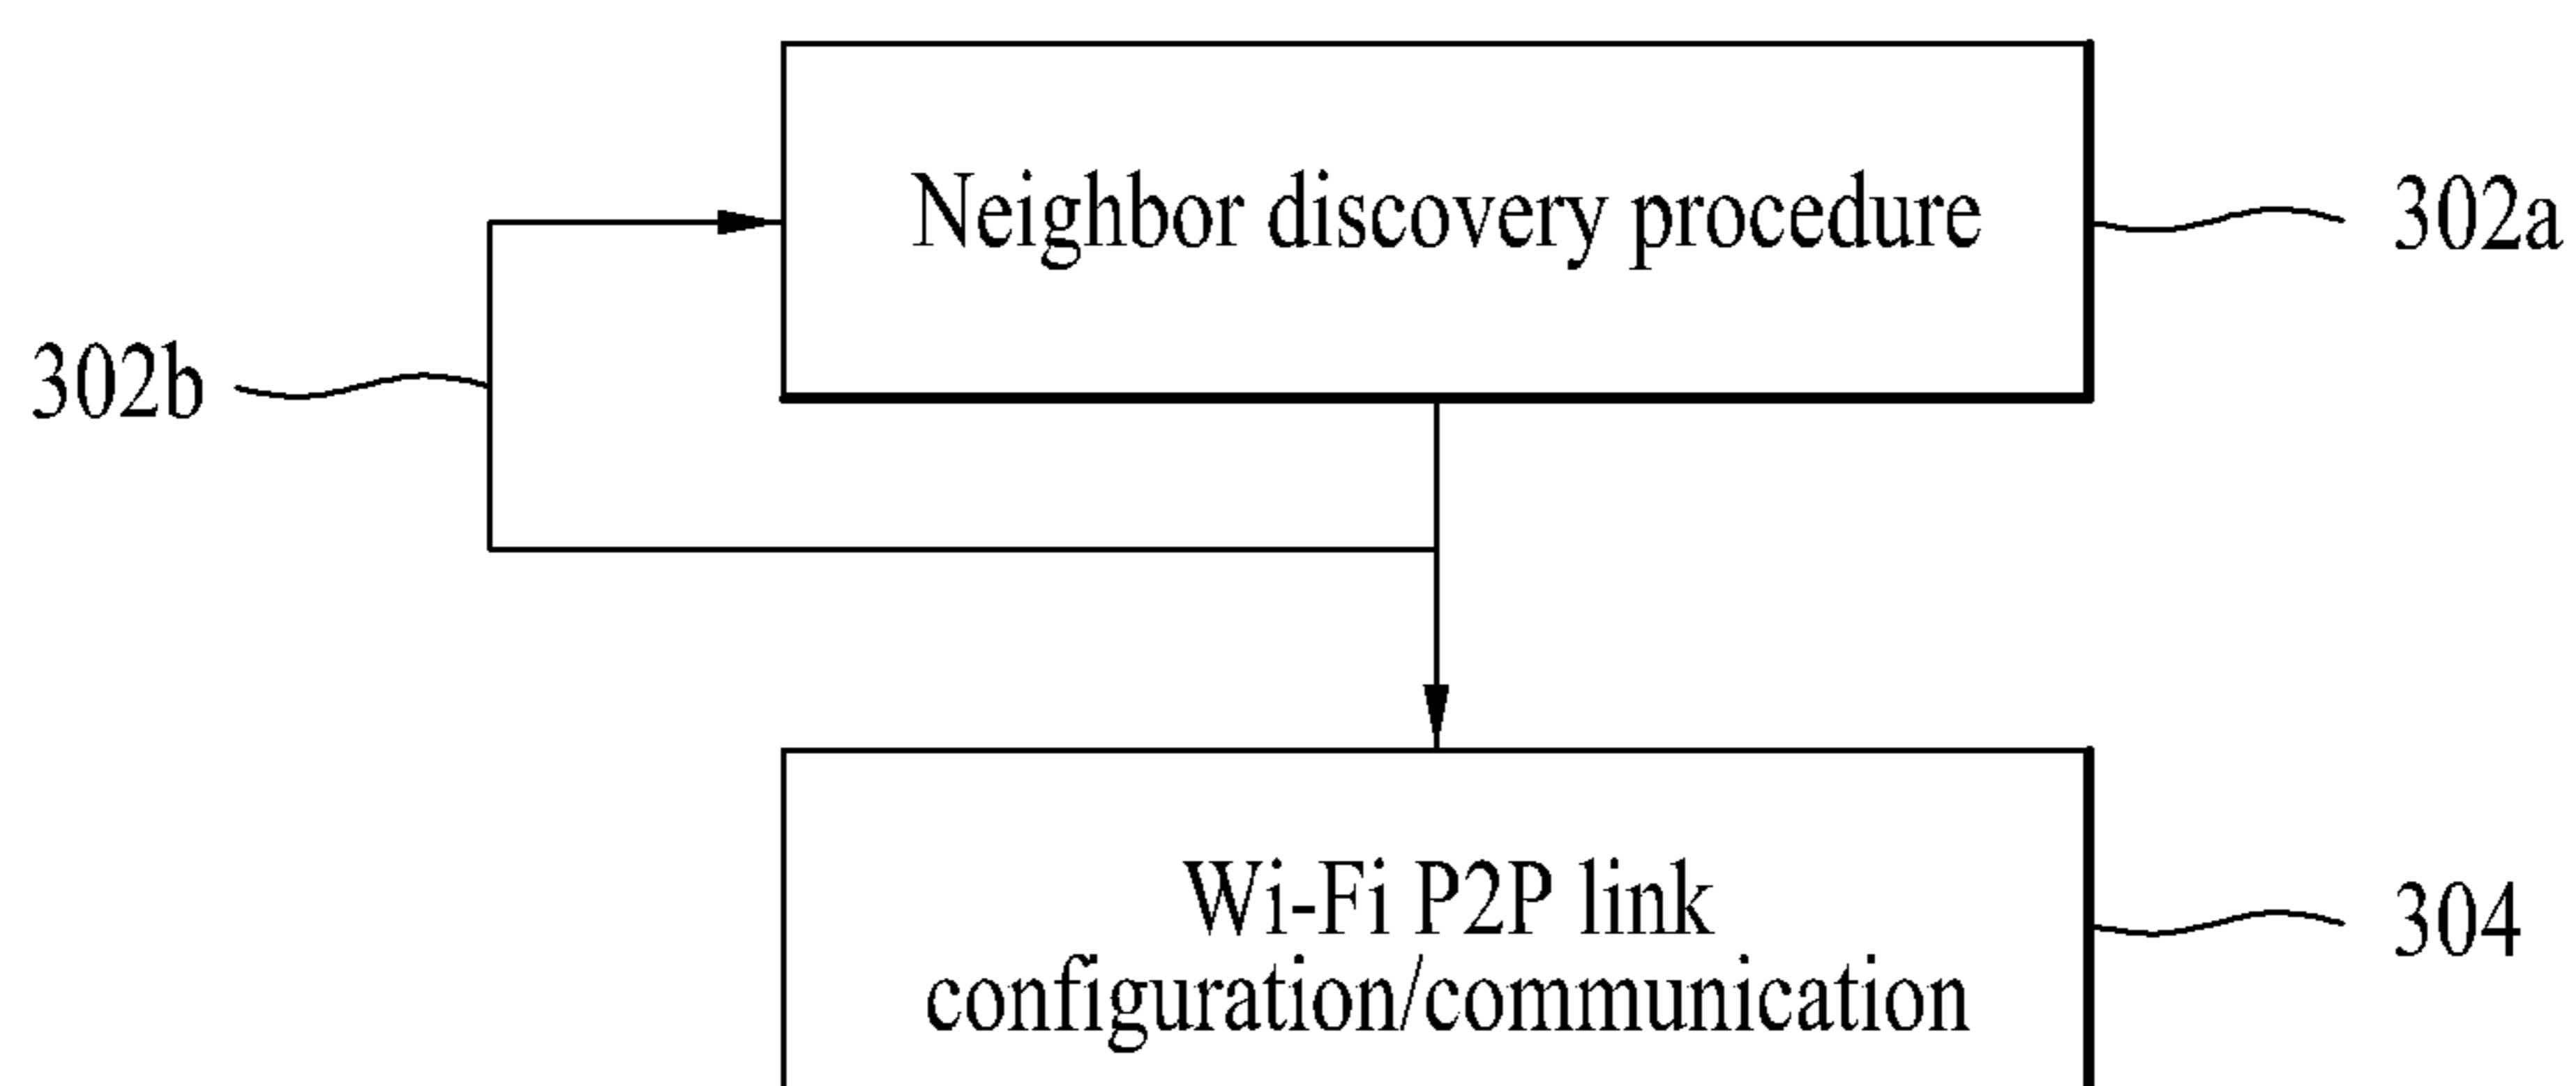 Neighbor discovery procedure
302a
302b
Wi-Fi P2P link
configuration/communication
304